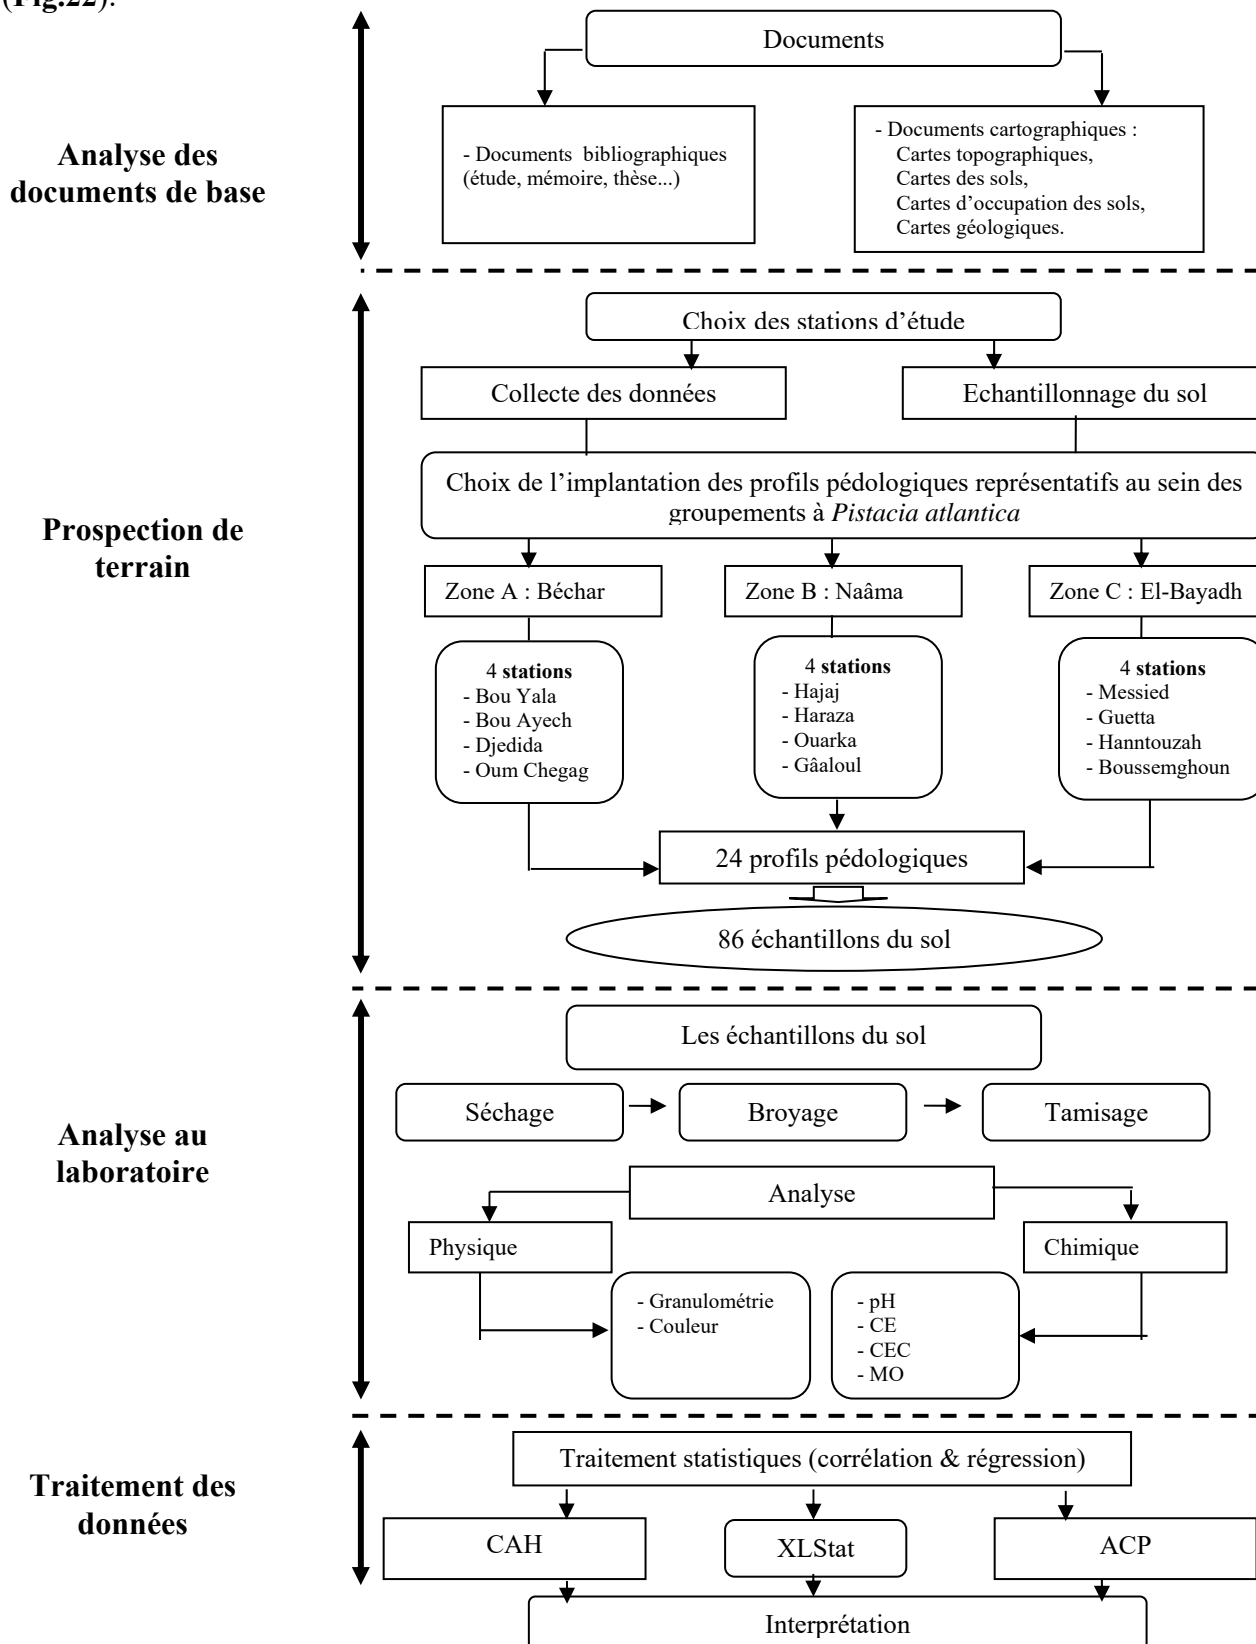 (Fig.22).
Documents
Analyse des
documents de base
- Documents bibliographiques
(étude, mémoire, thèse...)
- Documents cartographiques :
Cartes topographiques,
Cartes des sols,
Cartes d’occupation des sols,
Cartes géologiques.
Prospection de
terrain
Choix des stations d’étude
Collecte des données
Echantillonnage du sol
Choix de l’implantation des profils pédologiques représentatifs au sein des
groupements à Pistacia atlantica
Zone A : Béchar
Zone B : Naâma
Zone C : El-Bayadh
4 stations
- Bou Yala
- Bou Ayech
- Djedida
- Oum Chegag
4 stations
- Hajaj
- Haraza
- Ouarka
- Gâaloul
4 stations
- Messied
- Guetta
- Hanntouzah
- Boussemghoun
24 profils pédologiques
86 échantillons du sol
Analyse au
laboratoire
Les échantillons du sol
Séchage
Broyage
Tamisage
Analyse
Physique
Chimique
- Granulométrie
- Couleur
- pH
- CE
- CEC
- MO
Traitement des
données
Traitement statistiques (corrélation & régression)
CAH
XLStat
ACP
Interprétation